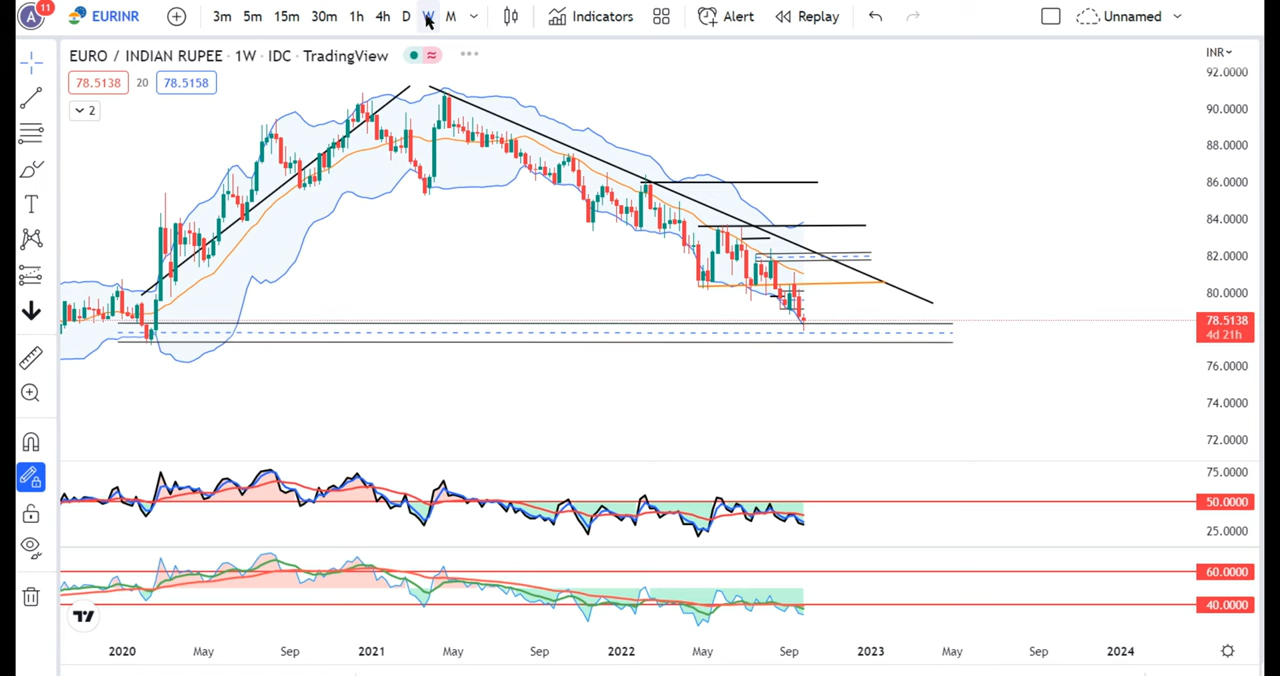 A 11 EURINR 3m 5m 15m 30m 1h 4h D W M Indicators Alert Replay Unnamed
EURO / INDIAN RUPEE · 1W · IDC · TradingView
INR
78.5138 20 78.5158
2
92.0000
90.0000
88.0000
86.0000
84.0000
82.0000
80.0000
78.5138
4d 21h
76.0000
74.0000
72.0000
75.0000
50.0000
25.0000
60.0000
40.0000
2020 May Sep 2021 May Sep 2022 May Sep 2023 May Sep 2024